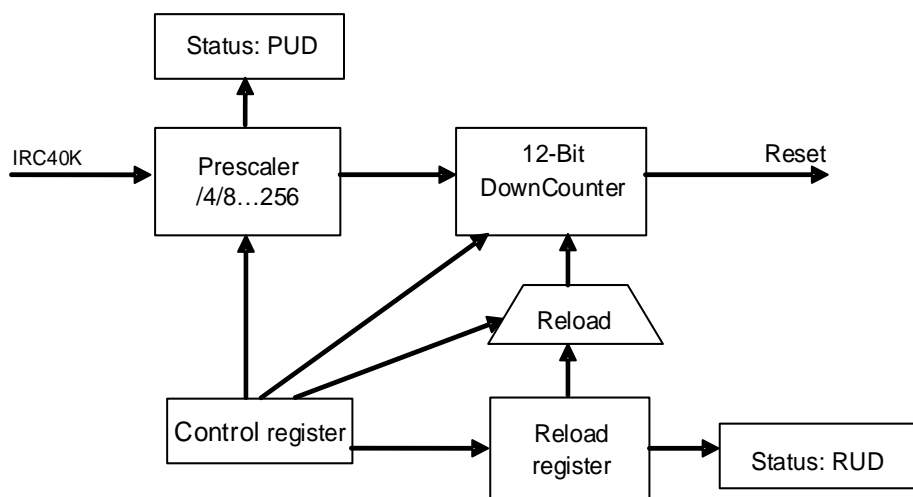 Status: PUD
IRC40K
Prescaler
/4/8...256
12-Bit
DownCounter
Reset
Reload
Control register
Reload
register
Status: RUD